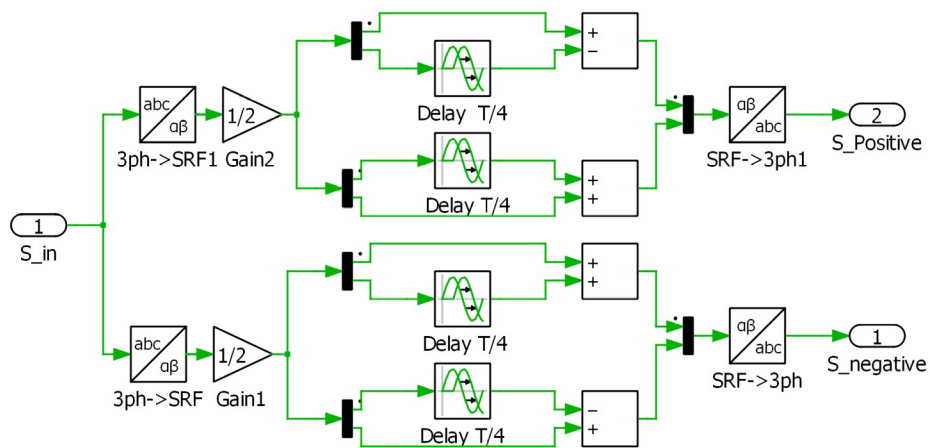 +
−
Delay T/4
abc
αβ
1/2
3ph->SRF1 Gain2
αβ
abc
SRF->3ph1
2
S_Positive
+
+
Delay T/4
1
S_in
+
+
Delay T/4
abc
αβ
1/2
3ph->SRF Gain1
αβ
abc
SRF->3ph
1
S_negative
−
+
Delay T/4